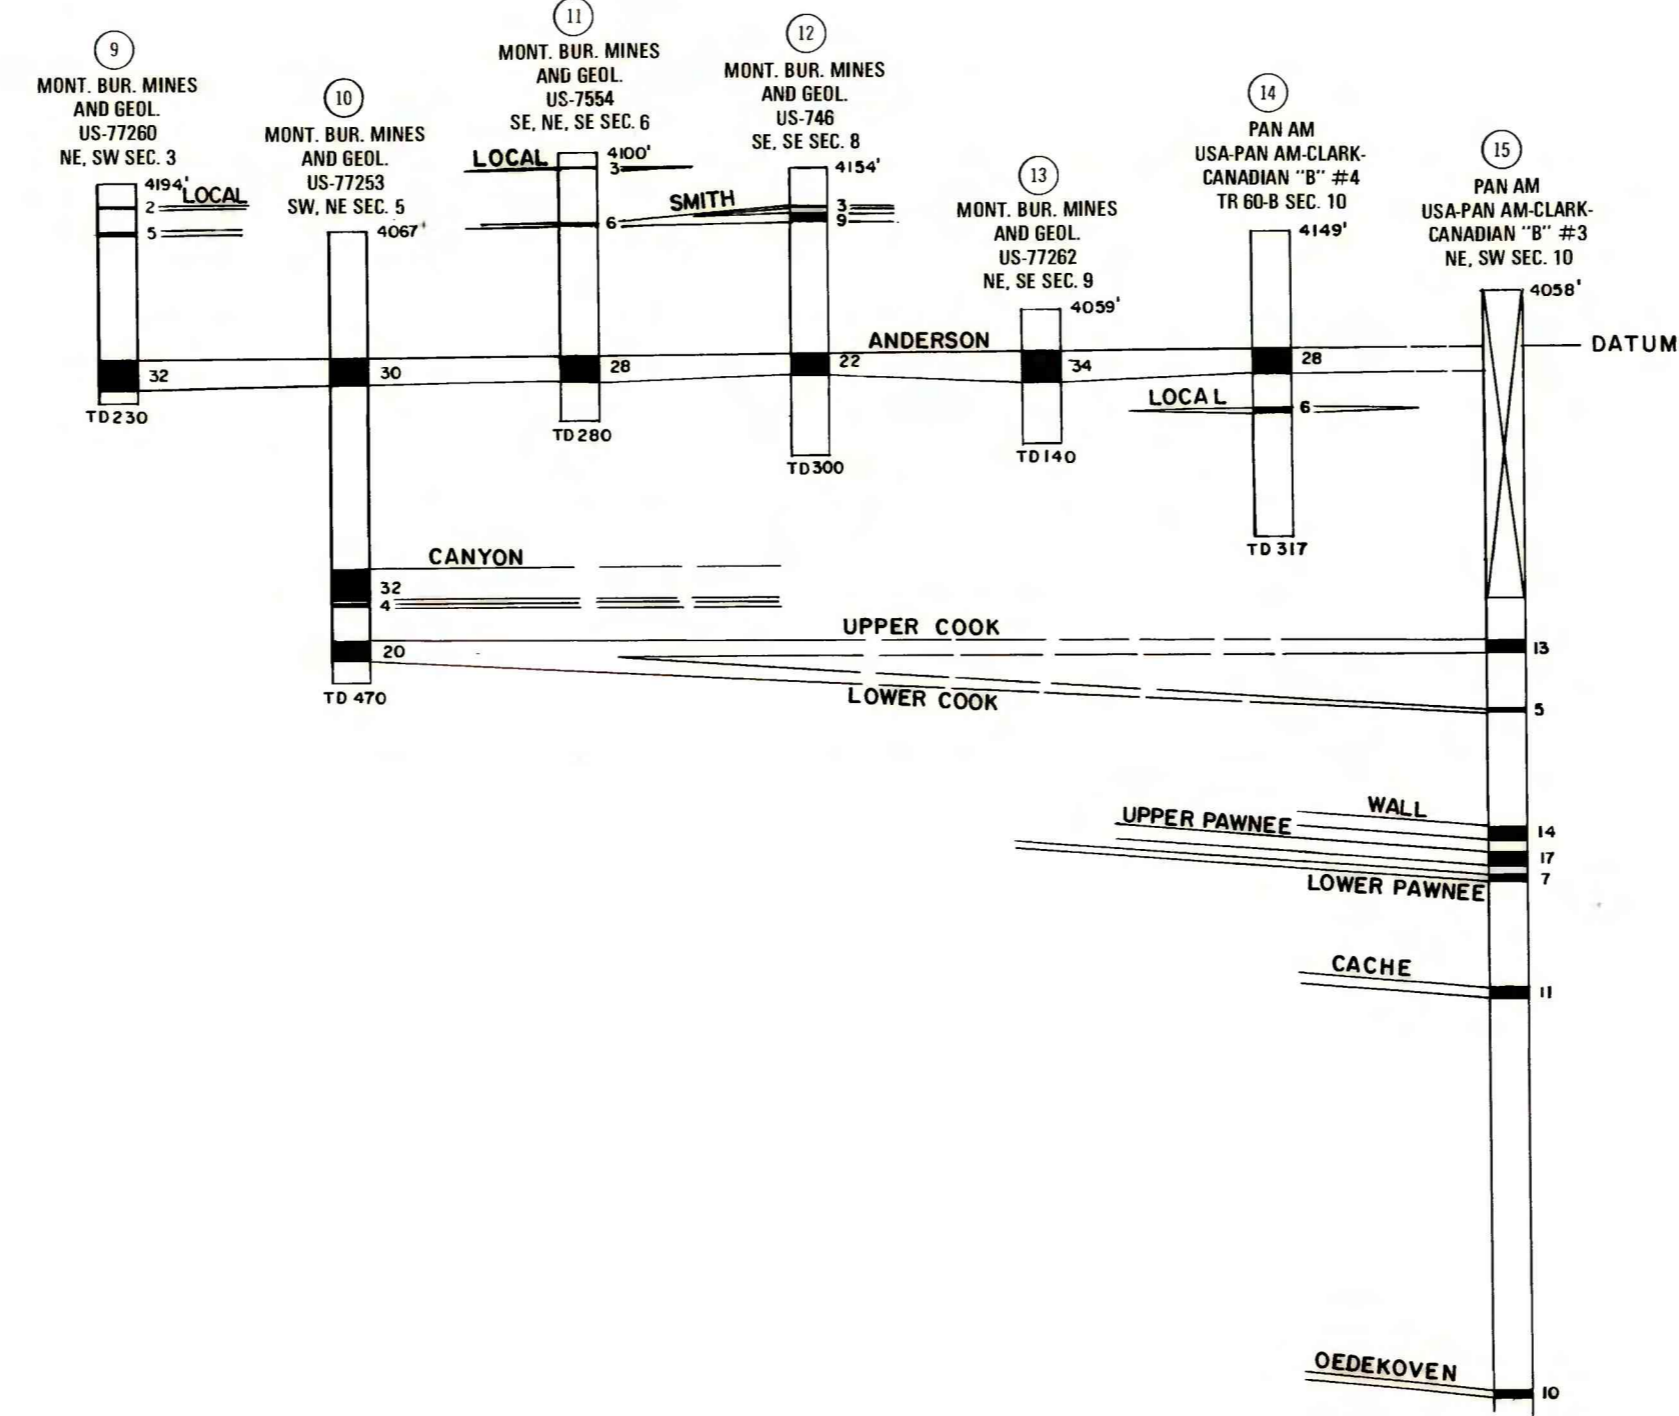 9
MONT. BUR. MINES
AND GEOL.
US-77260
NE, SW SEC. 3
4194'
LOCAL
2
5
32
TD230
10
MONT. BUR. MINES
AND GEOL.
US-77253
SW, NE SEC. 5
4067'
30
CANYON
32
4
20
TD 470
11
MONT. BUR. MINES
AND GEOL.
US-7554
SE, NE, SE SEC. 6
LOCAL
4100'
3
6
28
TD280
12
MONT. BUR. MINES
AND GEOL.
US-746
SE, SE SEC. 8
4154'
SMITH
3
9
22
TD300
ANDERSON
13
MONT. BUR. MINES
AND GEOL.
US-77262
NE, SE SEC. 9
4059'
34
TD140
14
PAN AM
USA-PAN AM-CLARK-
CANADIAN "B" #4
TR 60-B SEC. 10
4149'
28
LOCAL
6
TD 317
15
PAN AM
USA-PAN AM-CLARK-
CANADIAN "B" #3
NE, SW SEC. 10
4058'
DATUM
UPPER COOK
13
LOWER COOK
5
WALL
14
UPPER PAWNEE
17
7
LOWER PAWNEE
CACHE
11
OEDEKOVEN
10